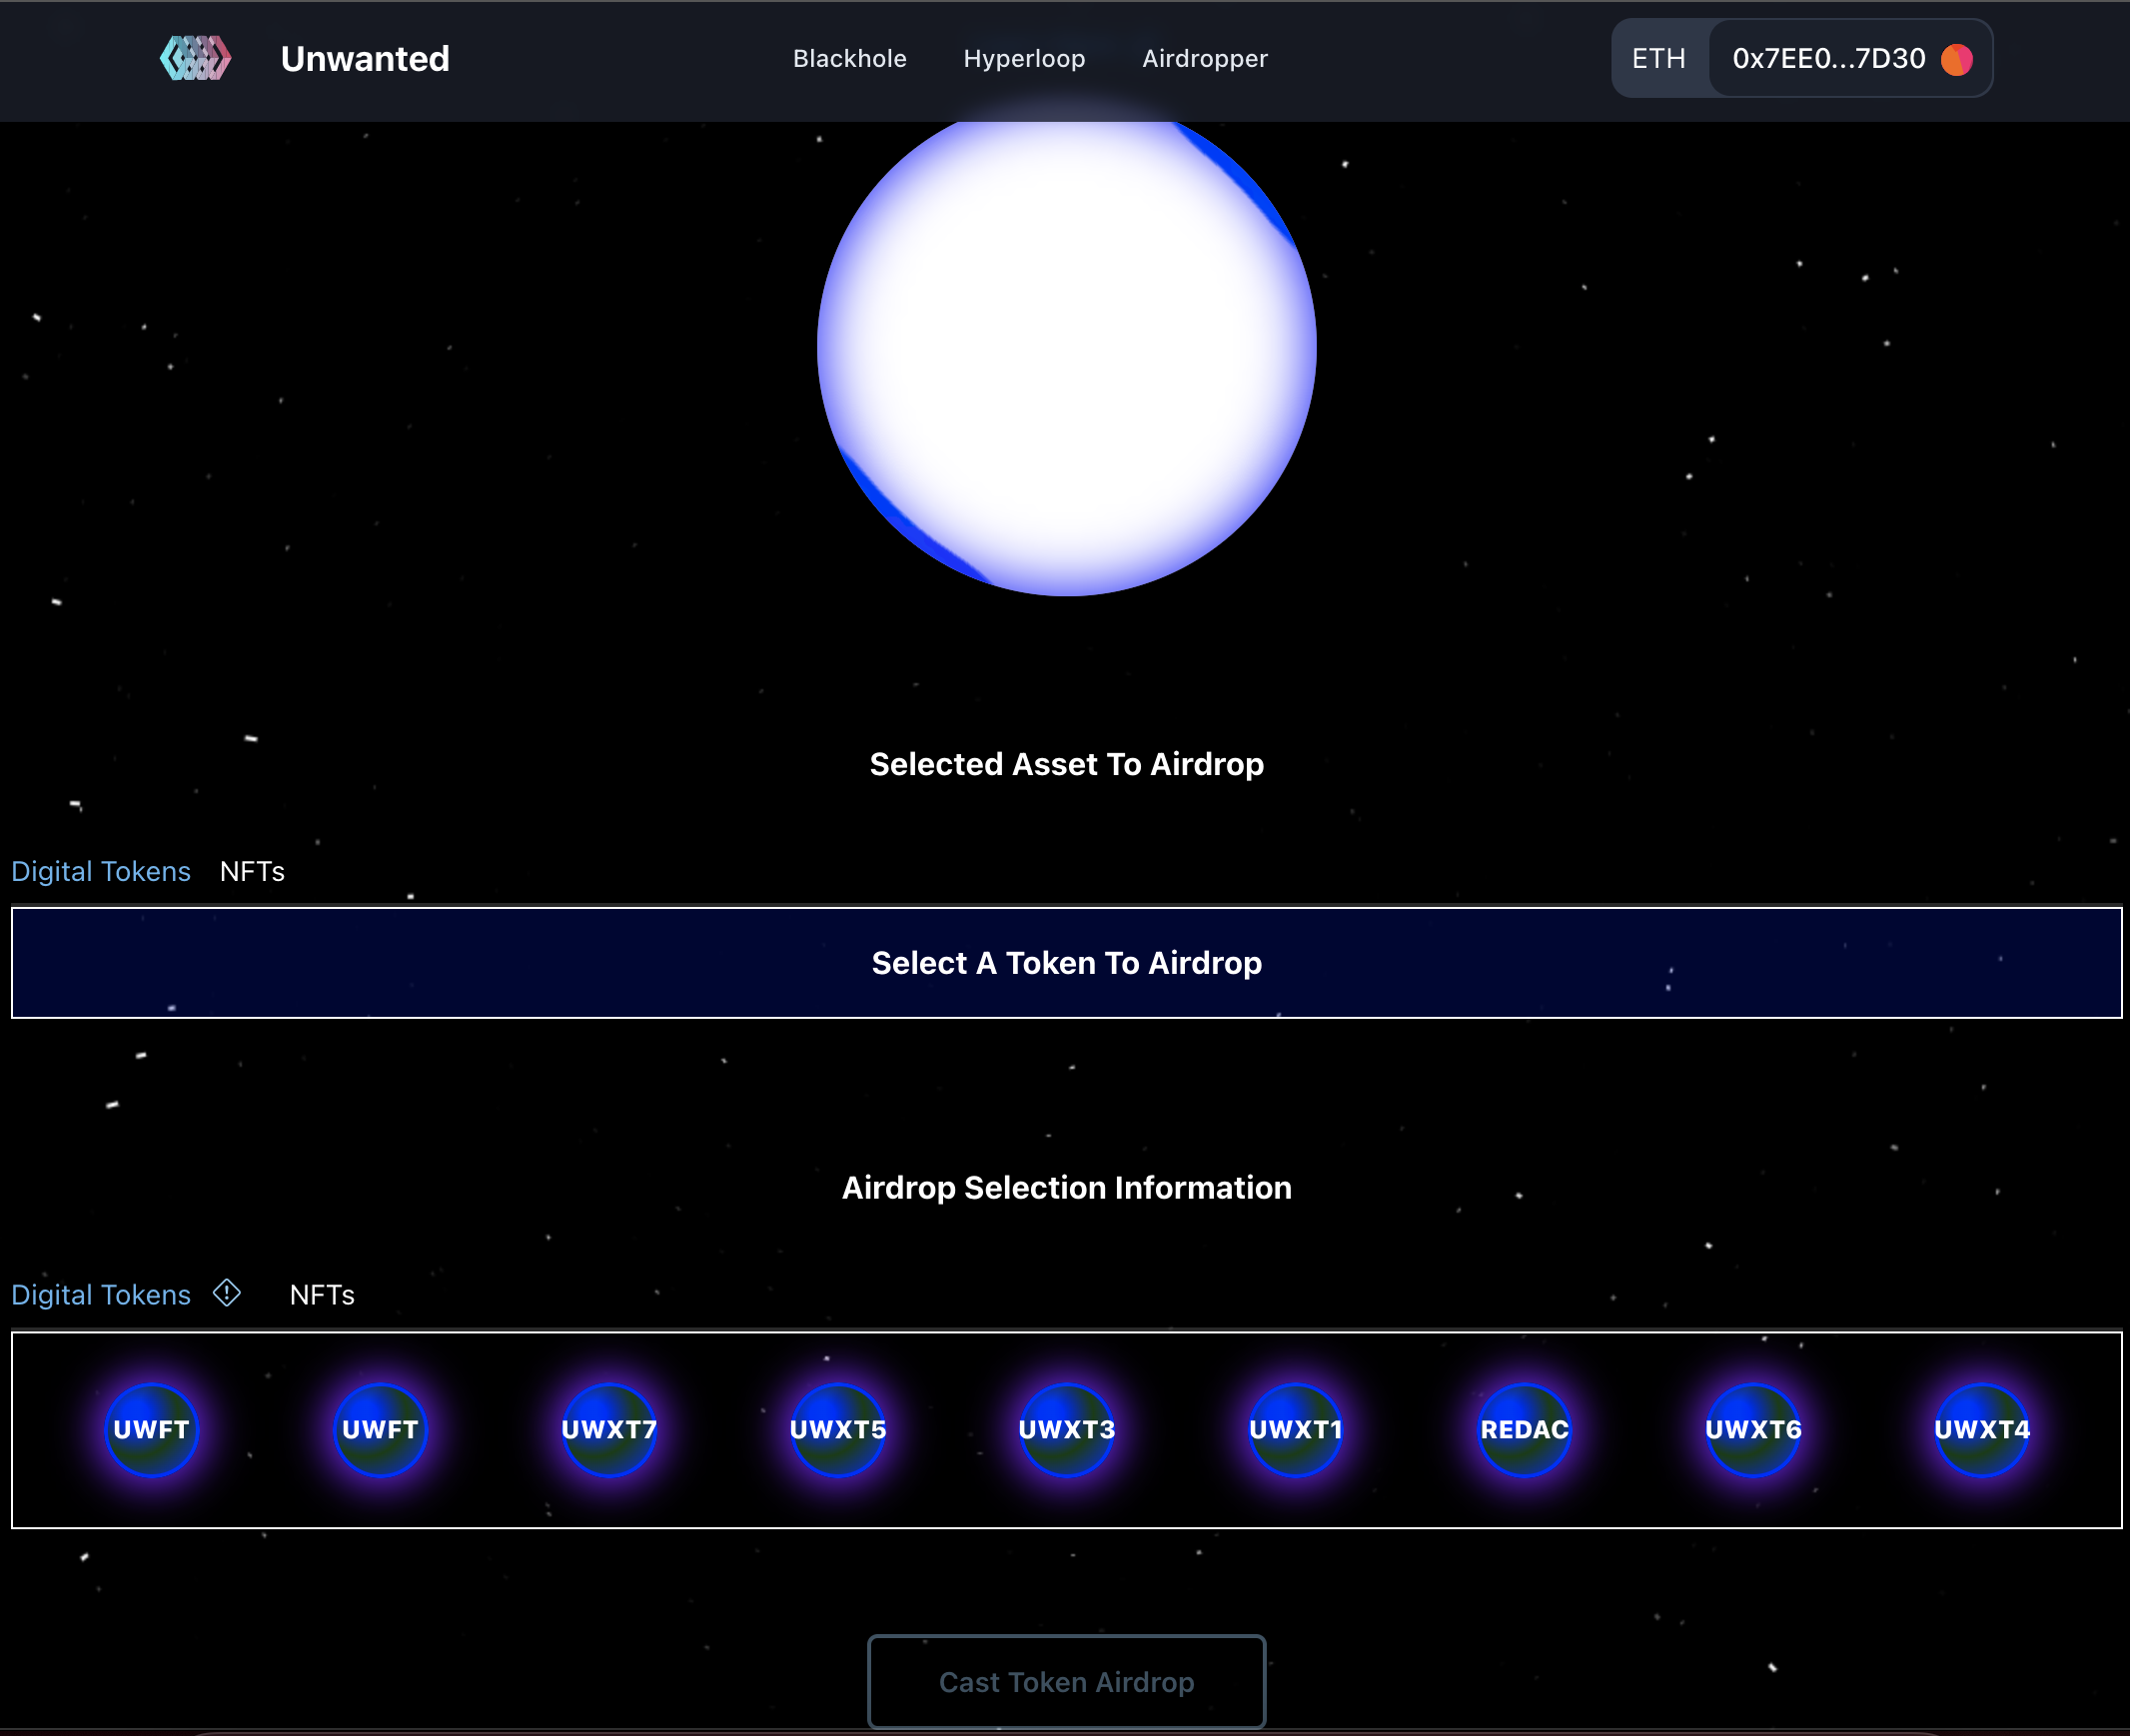 Unwanted Blackhole Hyperloop Airdropper ETH 0x7EE0...7D30
Selected Asset To Airdrop
Digital Tokens NFTs
Select A Token To Airdrop
Airdrop Selection Information
Digital Tokens NFTs
UWFT UWFT UWXT7 UWXT5 UWXT3 UWXT1 REDAC UWXT6 UWXT4
Cast Token Airdrop